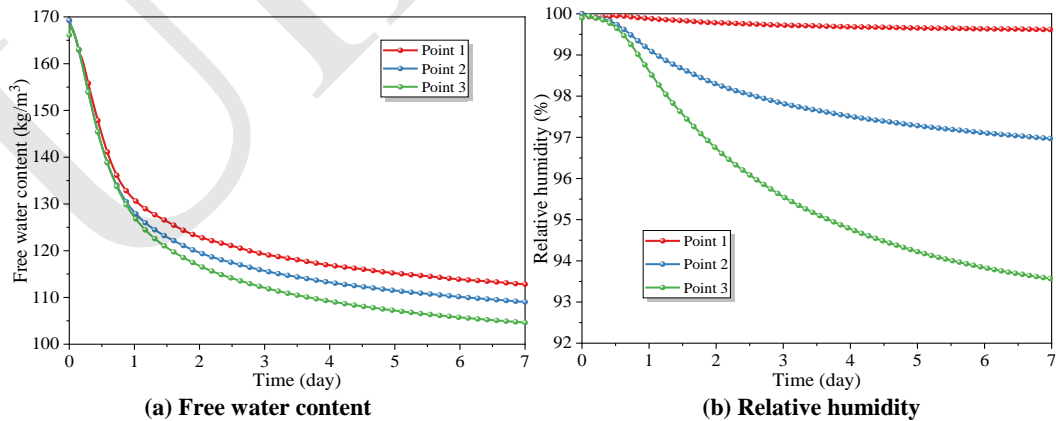 170
160
150
140
130
120
110
100
0
1
2
3
4
5
6
7
Free water content (kg/m³)
Time (day)
Point 1
Point 2
Point 3
(a) Free water content
100
99
98
97
96
95
94
93
92
0
1
2
3
4
5
6
7
Relative humidity (%)
Time (day)
Point 1
Point 2
Point 3
(b) Relative humidity